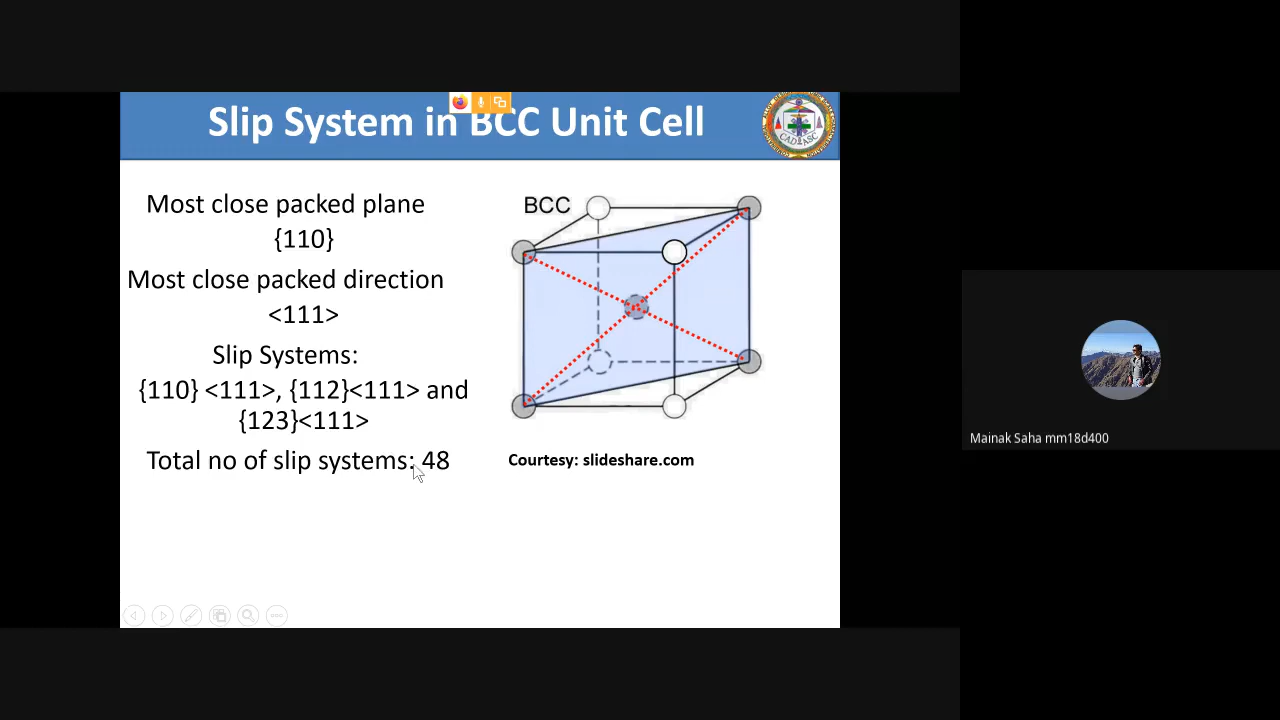 Slip System in BCC Unit Cell
Most close packed plane
{110}
Most close packed direction
<111>
Slip Systems:
{110} <111>, {112}<111> and
{123}<111>
Total no of slip systems: 48
BCC
Courtesy: slideshare.com
CADASC
Mainak Saha mm18d400